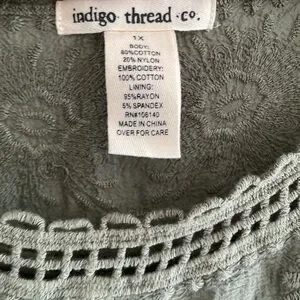 indigo thread co.
1X
BODY:
80%COTTON
20% NYLON
EMBROIDERY:
100% COTTON
LINING:
95%RAYON
5% SPANDEX
RN#106140
MADE IN CHINA
OVER FOR CARE